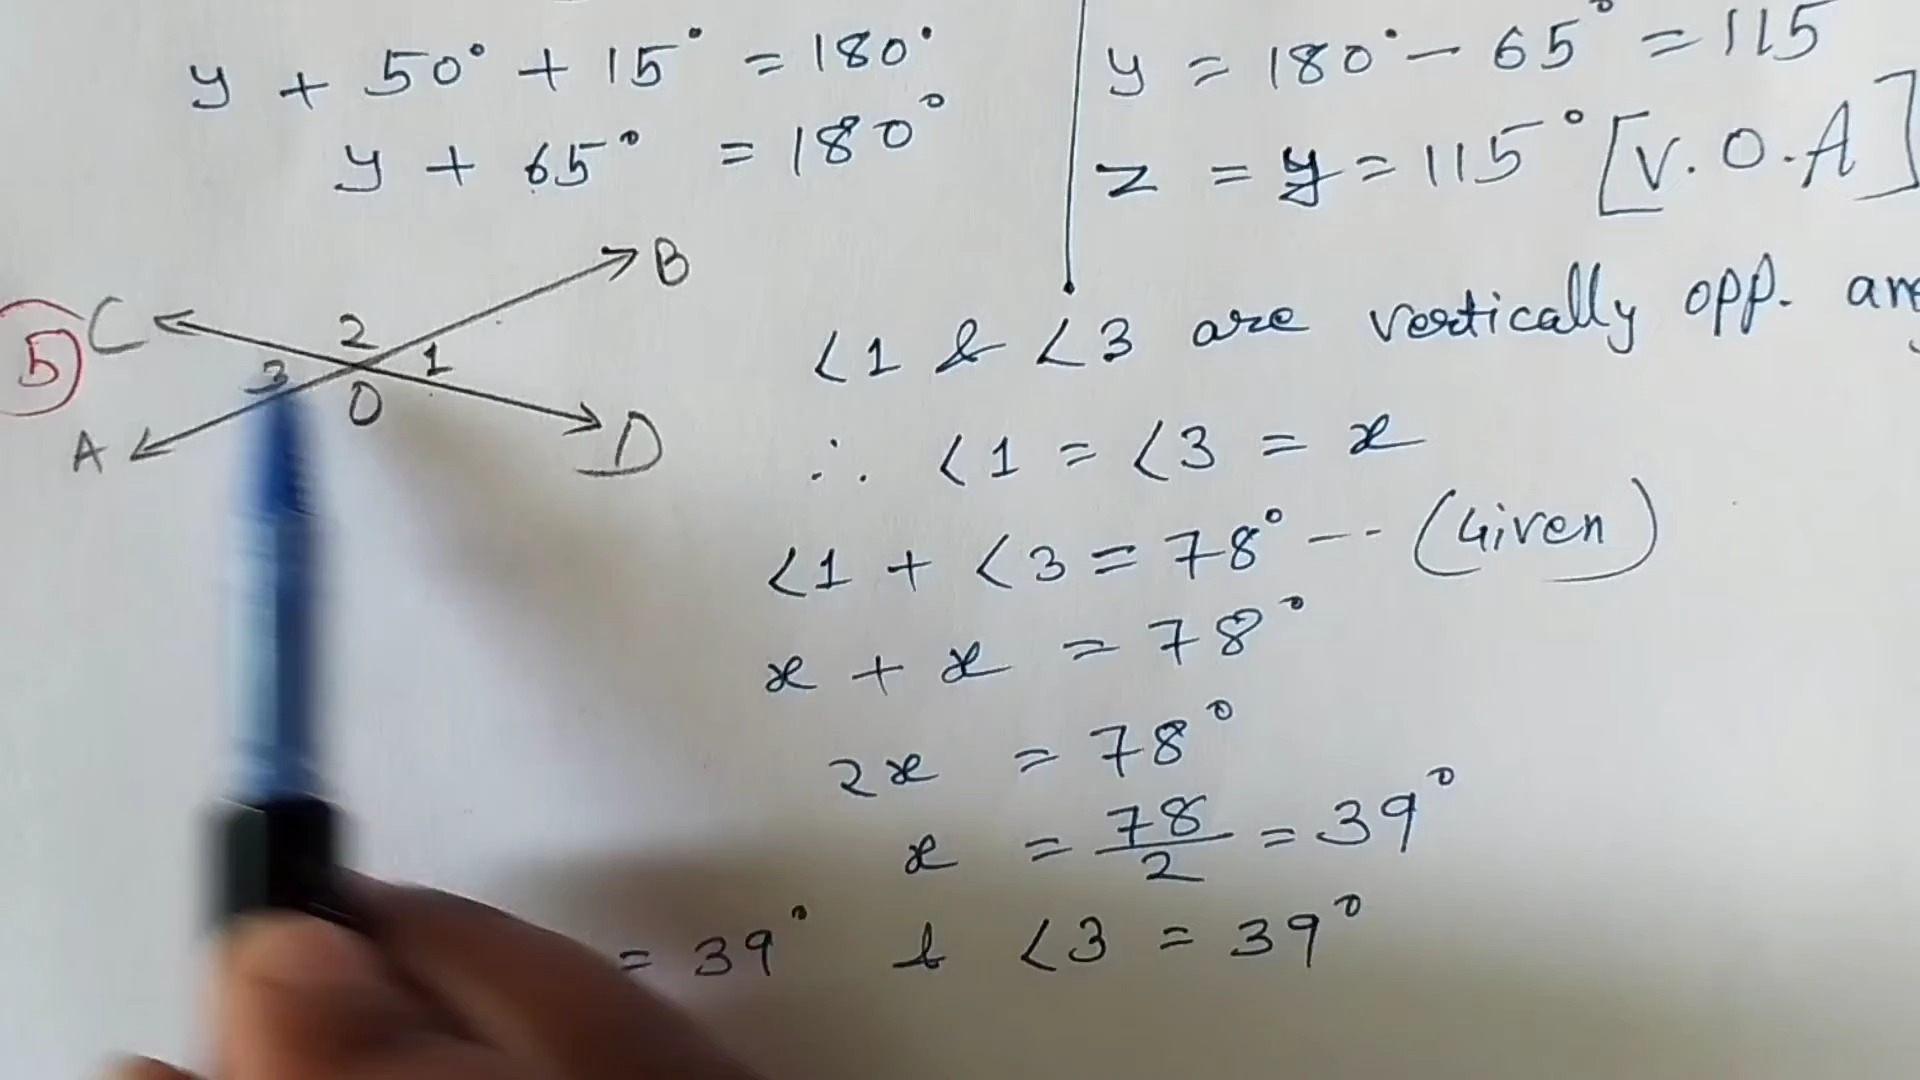 y + 50° + 15° = 180°
y + 65° = 180°
y = 180° - 65° = 115
z = y = 115° [V.O.A]
5)
C
B
2
3
1
O
A
D
∠1 & ∠3 are vertically opp.
∴ ∠1 = ∠3 = x
∠1 + ∠3 = 78° -- (Given)
x + x = 78°
2x = 78°
x = 78/2 = 39°
= 39° & ∠3 = 39°